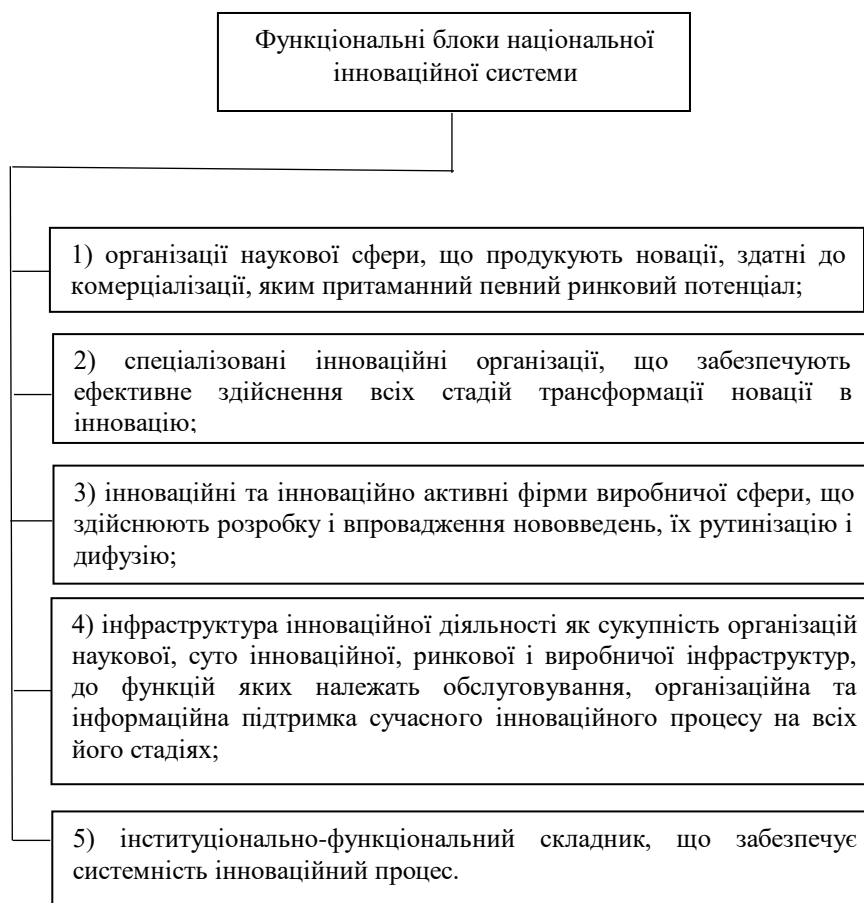 Функціональні блоки національної
інноваційної системи
1) організації наукової сфери, що продукують новації, здатні до
комерціалізації, яким притаманний певний ринковий потенціал;
2) спеціалізовані інноваційні організації, що забезпечують
ефективне здійснення всіх стадій трансформації новації в
інновацію;
3) інноваційні та інноваційно активні фірми виробничої сфери, що
здійснюють розробку і впровадження нововведень, їх рутинізацію і
дифузію;
4) інфраструктура інноваційної діяльності як сукупність організацій
наукової, суто інноваційної, ринкової і виробничої інфраструктур,
до функцій яких належать обслуговування, організаційна та
інформаційна підтримка сучасного інноваційного процесу на всіх
його стадіях;
5) інституціонально-функціональний складник, що забезпечує
системність інноваційний процес.